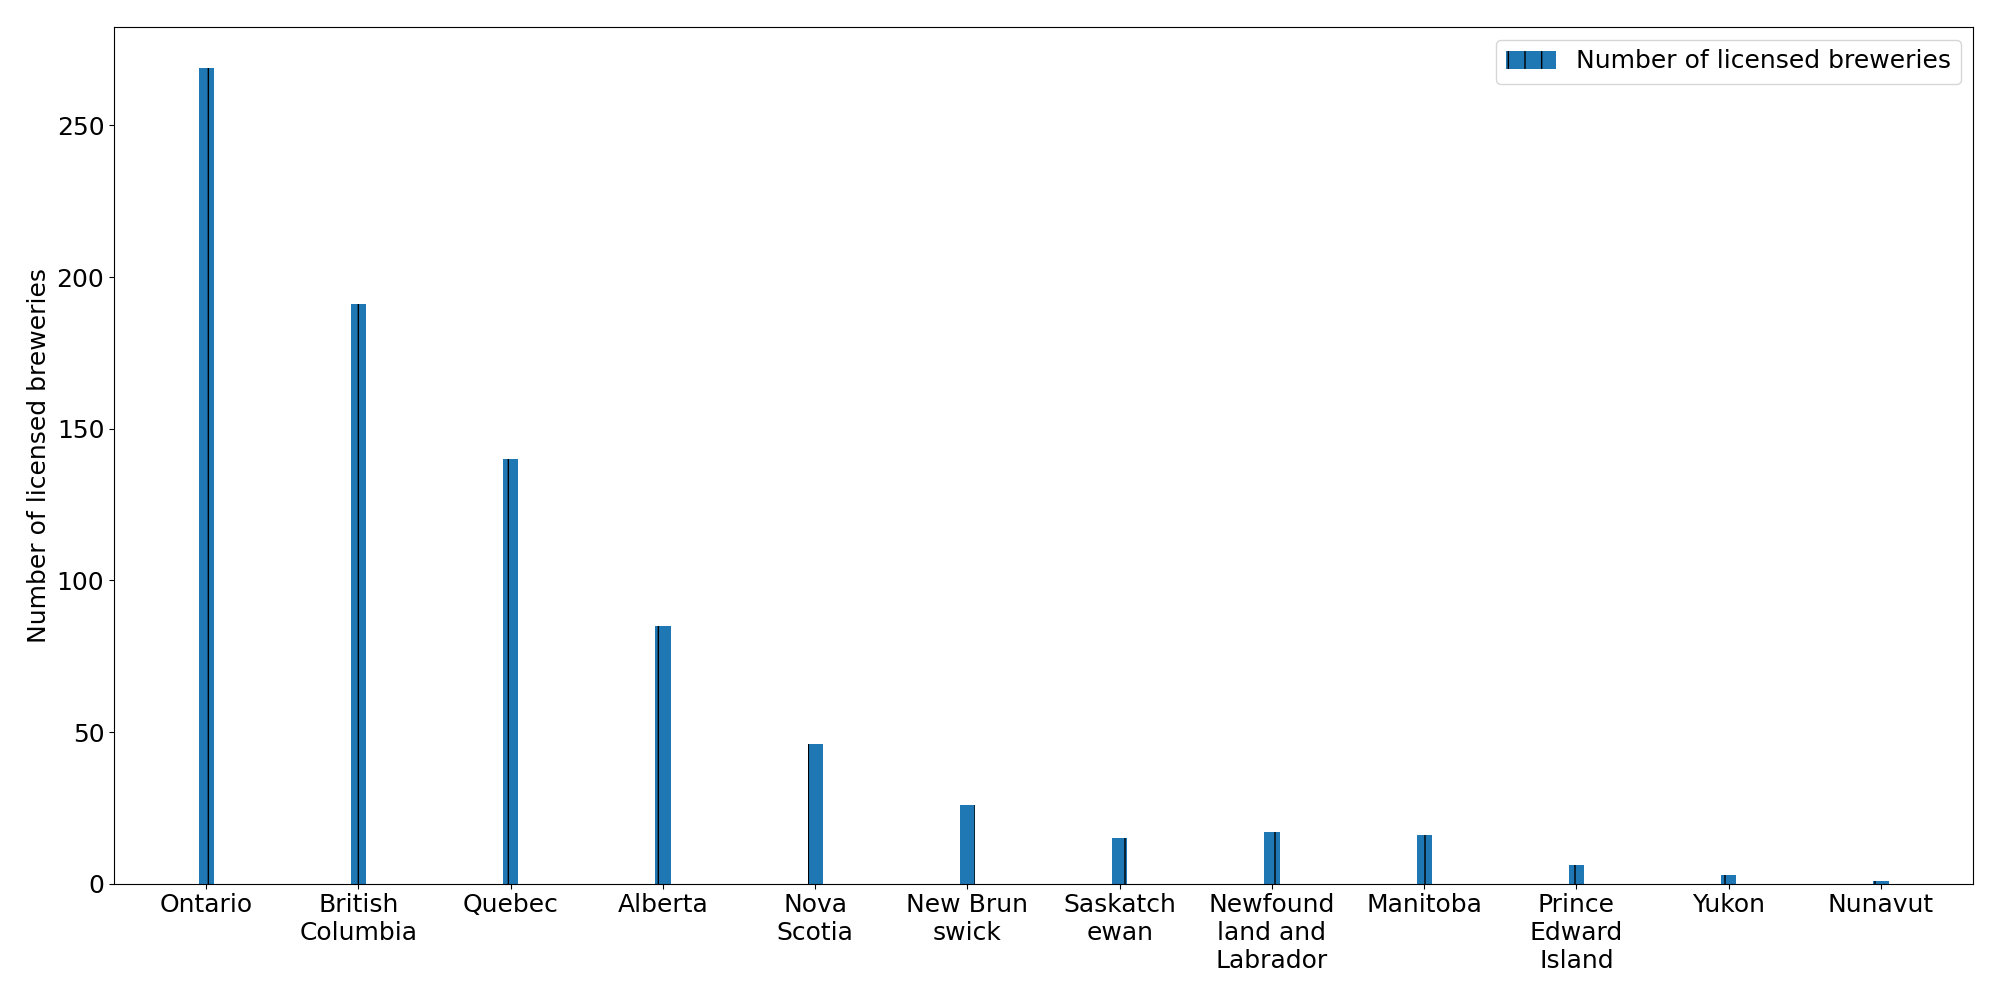 Number of licensed breweries
Number of licensed breweries
250
200
150
100
50
0
Ontario
British
Columbia
Quebec
Alberta
Nova
Scotia
New Brun
swick
Saskatch
ewan
Newfound
land and
Labrador
Manitoba
Prince
Edward
Island
Yukon
Nunavut